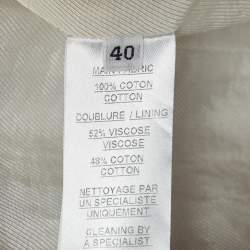 40
MAIN FABRIC
100% COTON
COTTON
DOUBLURE / LINING
52% VISCOSE
VISCOSE
48% COTON
COTTON
NETTOYAGE PAR
UN SPECIALISTE
UNIQUEMENT.
CLEANING BY
A SPECIALIST